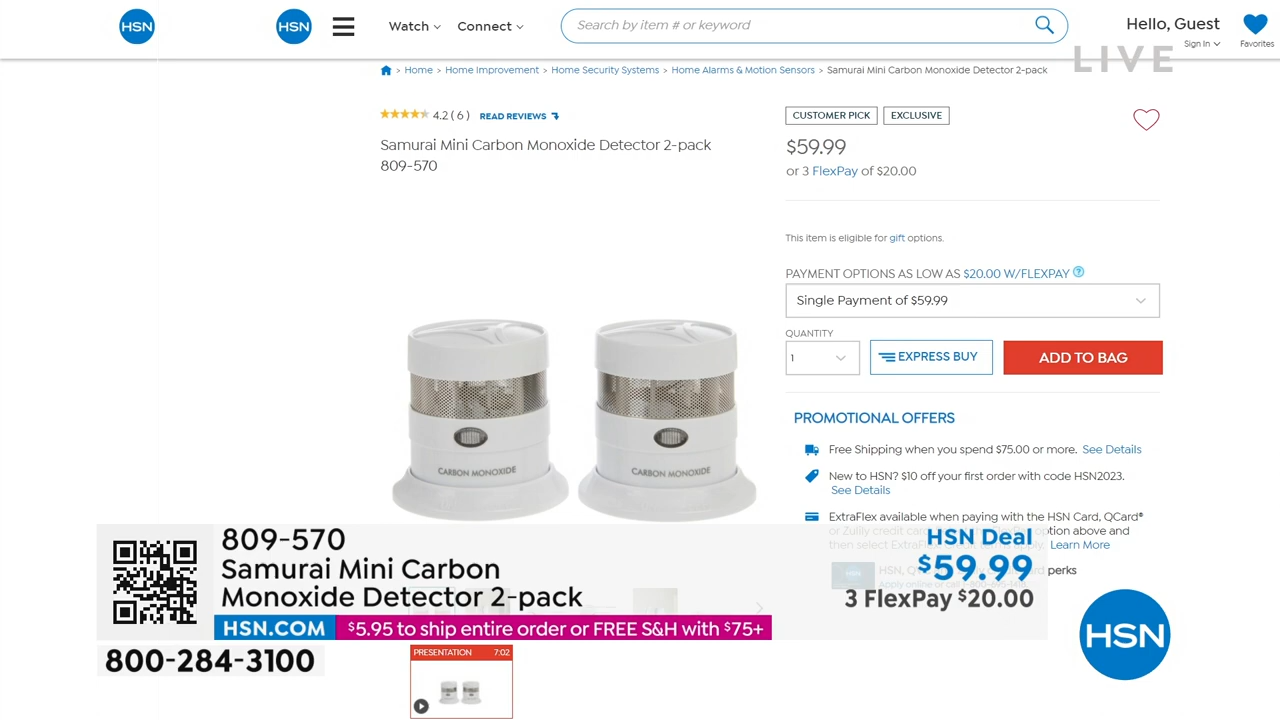 HSN
HSN
Watch
Connect
Search by item # or keyword
Hello, Guest
Sign In
Favorites
LIVE
> Home > Home Improvement > Home Security Systems > Home Alarms & Motion Sensors > Samurai Mini Carbon Monoxide Detector 2-pack
4.2 ( 6 ) READ REVIEWS
Samurai Mini Carbon Monoxide Detector 2-pack
809-570
CUSTOMER PICK
EXCLUSIVE
$59.99
or 3 FlexPay of $20.00
This item is eligible for gift options.
PAYMENT OPTIONS AS LOW AS $20.00 W/FLEXPAY ?
Single Payment of $59.99
QUANTITY
1
EXPRESS BUY
ADD TO BAG
PROMOTIONAL OFFERS
Free Shipping when you spend $75.00 or more. See Details
New to HSN? $10 off your first order with code HSN2023.
See Details
ExtraFlex available when paying with the HSN Card, QCard®
or Zulily credit card. option above and
then select ExtraFlex apply. Learn More
perks
CARBON MONOXIDE
CARBON MONOXIDE
809-570
Samurai Mini Carbon
Monoxide Detector 2-pack
HSN Deal
$59.99
3 FlexPay $20.00
HSN.COM $5.95 to ship entire order or FREE S&H with $75+
800-284-3100
PRESENTATION 7:02
HSN